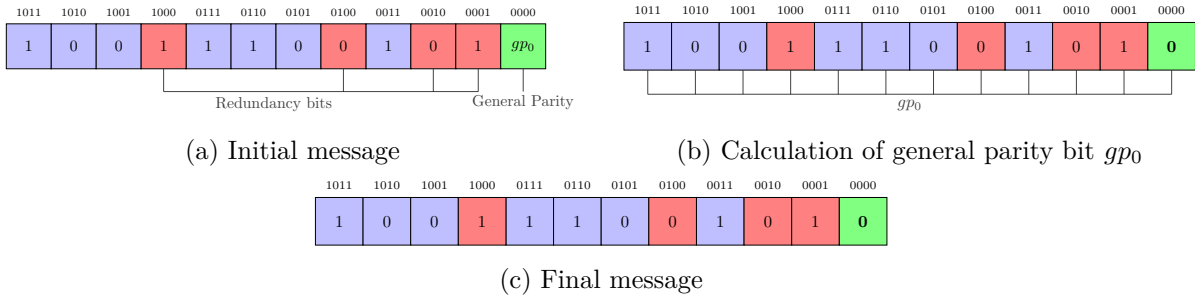 1011 1010 1001 1000 0111 0110 0101 0100 0011 0010 0001 0000
1 0 0 1 1 1 0 0 1 0 1 gp₀
Redundancy bits General Parity
(a) Initial message
1011 1010 1001 1000 0111 0110 0101 0100 0011 0010 0001 0000
1 0 0 1 1 1 0 0 1 0 1 0
gp₀
(b) Calculation of general parity bit gp₀
1011 1010 1001 1000 0111 0110 0101 0100 0011 0010 0001 0000
1 0 0 1 1 1 0 0 1 0 1 0
(c) Final message